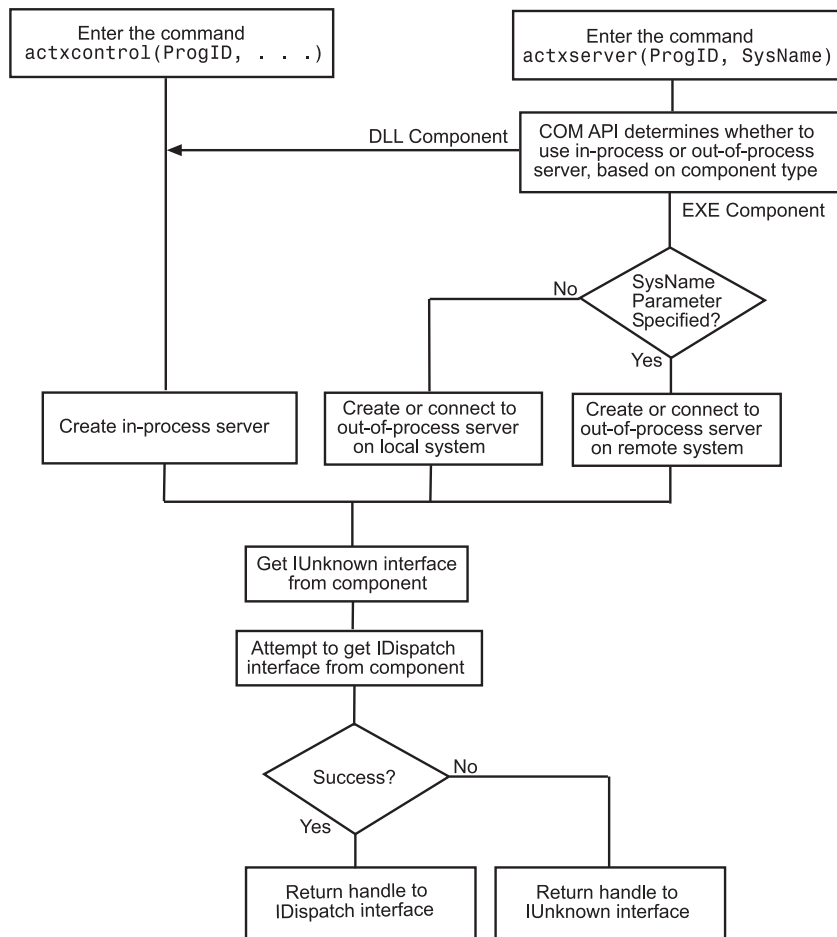 Enter the command
actxcontrol(ProgID, . . .)
Enter the command
actxserver(ProgID, SysName)
DLL Component
COM API determines whether to
use in-process or out-of-process
server, based on component type
EXE Component
No
SysName
Parameter
Specified?
Yes
Create in-process server
Create or connect to
out-of-process server
on local system
Create or connect to
out-of-process server
on remote system
Get IUnknown interface
from component
Attempt to get IDispatch
interface from component
Success?
No
Yes
Return handle to
IDispatch interface
Return handle to
IUnknown interface